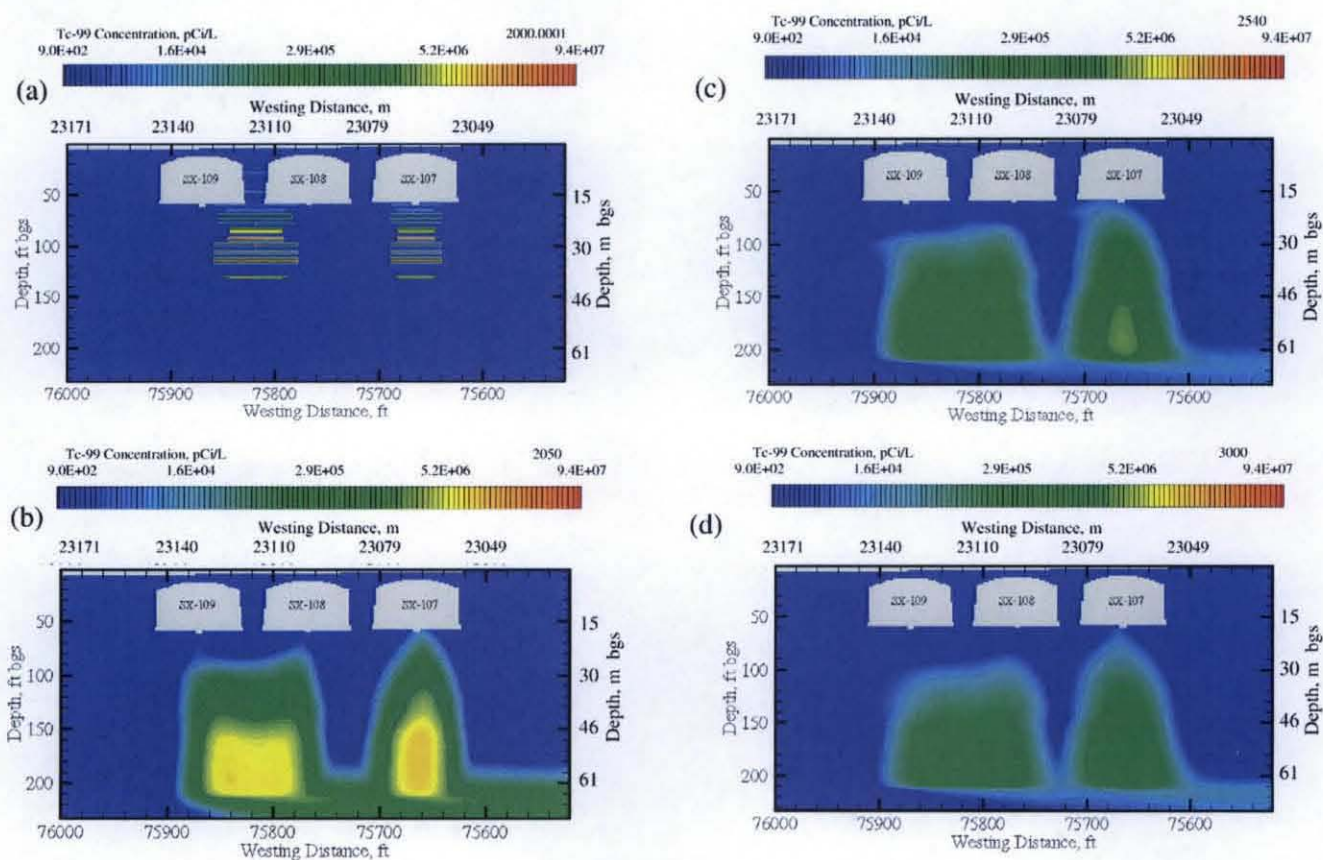 (a)
Tc-99 Concentration, pCi/L 2000.0001
9.0E+02 1.6E+04 2.9E+05 5.2E+06 9.4E+07
Westing Distance, m
23171 23140 23110 23079 23049
SX-109 SX-108 SX-107
Depth, ft bgs
50
100
150
200
15
30
46
61
Depth, m bgs
76000 75900 75800 75700 75600
Westing Distance, ft
(b)
Tc-99 Concentration, pCi/L 2050
9.0E+02 1.6E+04 2.9E+05 5.2E+06 9.4E+07
Westing Distance, m
23171 23140 23110 23079 23049
SX-109 SX-108 SX-107
Depth, ft bgs
50
100
150
200
15
30
46
61
Depth, m bgs
76000 75900 75800 75700 75600
Westing Distance, ft
(c)
Tc-99 Concentration, pCi/L 2540
9.0E+02 1.6E+04 2.9E+05 5.2E+06 9.4E+07
Westing Distance, m
23171 23140 23110 23079 23049
SX-109 SX-108 SX-107
Depth, ft bgs
50
100
150
200
15
30
46
61
Depth, m bgs
76000 75900 75800 75700 75600
Westing Distance, ft
(d)
Tc-99 Concentration, pCi/L 3000
9.0E+02 1.6E+04 2.9E+05 5.2E+06 9.4E+07
Westing Distance, m
23171 23140 23110 23079 23049
SX-109 SX-108 SX-107
Depth, ft bgs
50
100
150
200
15
30
46
61
Depth, m bgs
76000 75900 75800 75700 75600
Westing Distance, ft